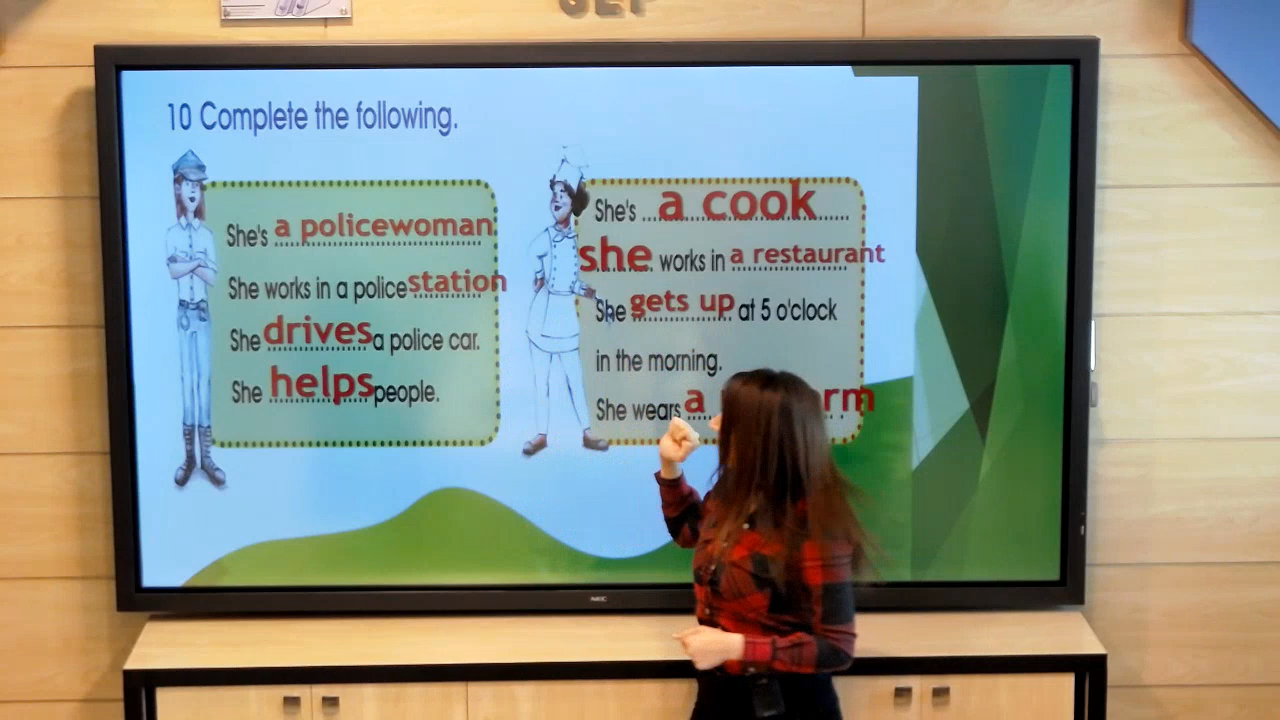 10 Complete the following.
She's a policewoman
She works in a police station
She drives a police car.
She helps people.
She's a cook
she works in a restaurant
She gets up at 5 o'clock
in the morning.
She wears a
NEC